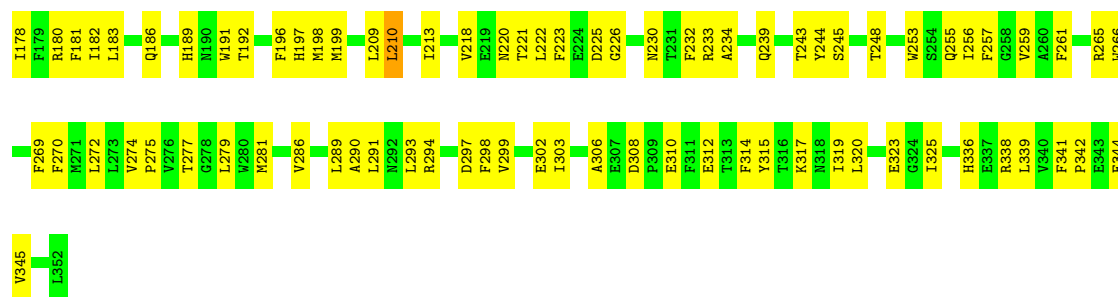 I178 F179 R180 F181 I182 L183 Q186 H189 N190 W191 T192 F196 H197 M198 M199 L209 L210 I213 V218 E219 N220 T221 L222 F223 E224 D225 G226 N230 T231 F232 R233 A234 Q239 T243 Y244 S245 T248 W253 S254 Q255 I256 F257 G258 V259 A260 F261 R265 W266
F269 F270 M271 L272 L273 V274 P275 V276 T277 G278 L279 W280 M281 V286 L289 A290 L291 N292 L293 R294 D297 F298 V299 E302 I303 A306 E307 D308 P309 E310 F311 E312 T313 F314 Y315 T316 K317 N318 I319 L320 E323 G324 I325 H336 E337 R338 L339 V340 F341 P342 E343
V345 L352